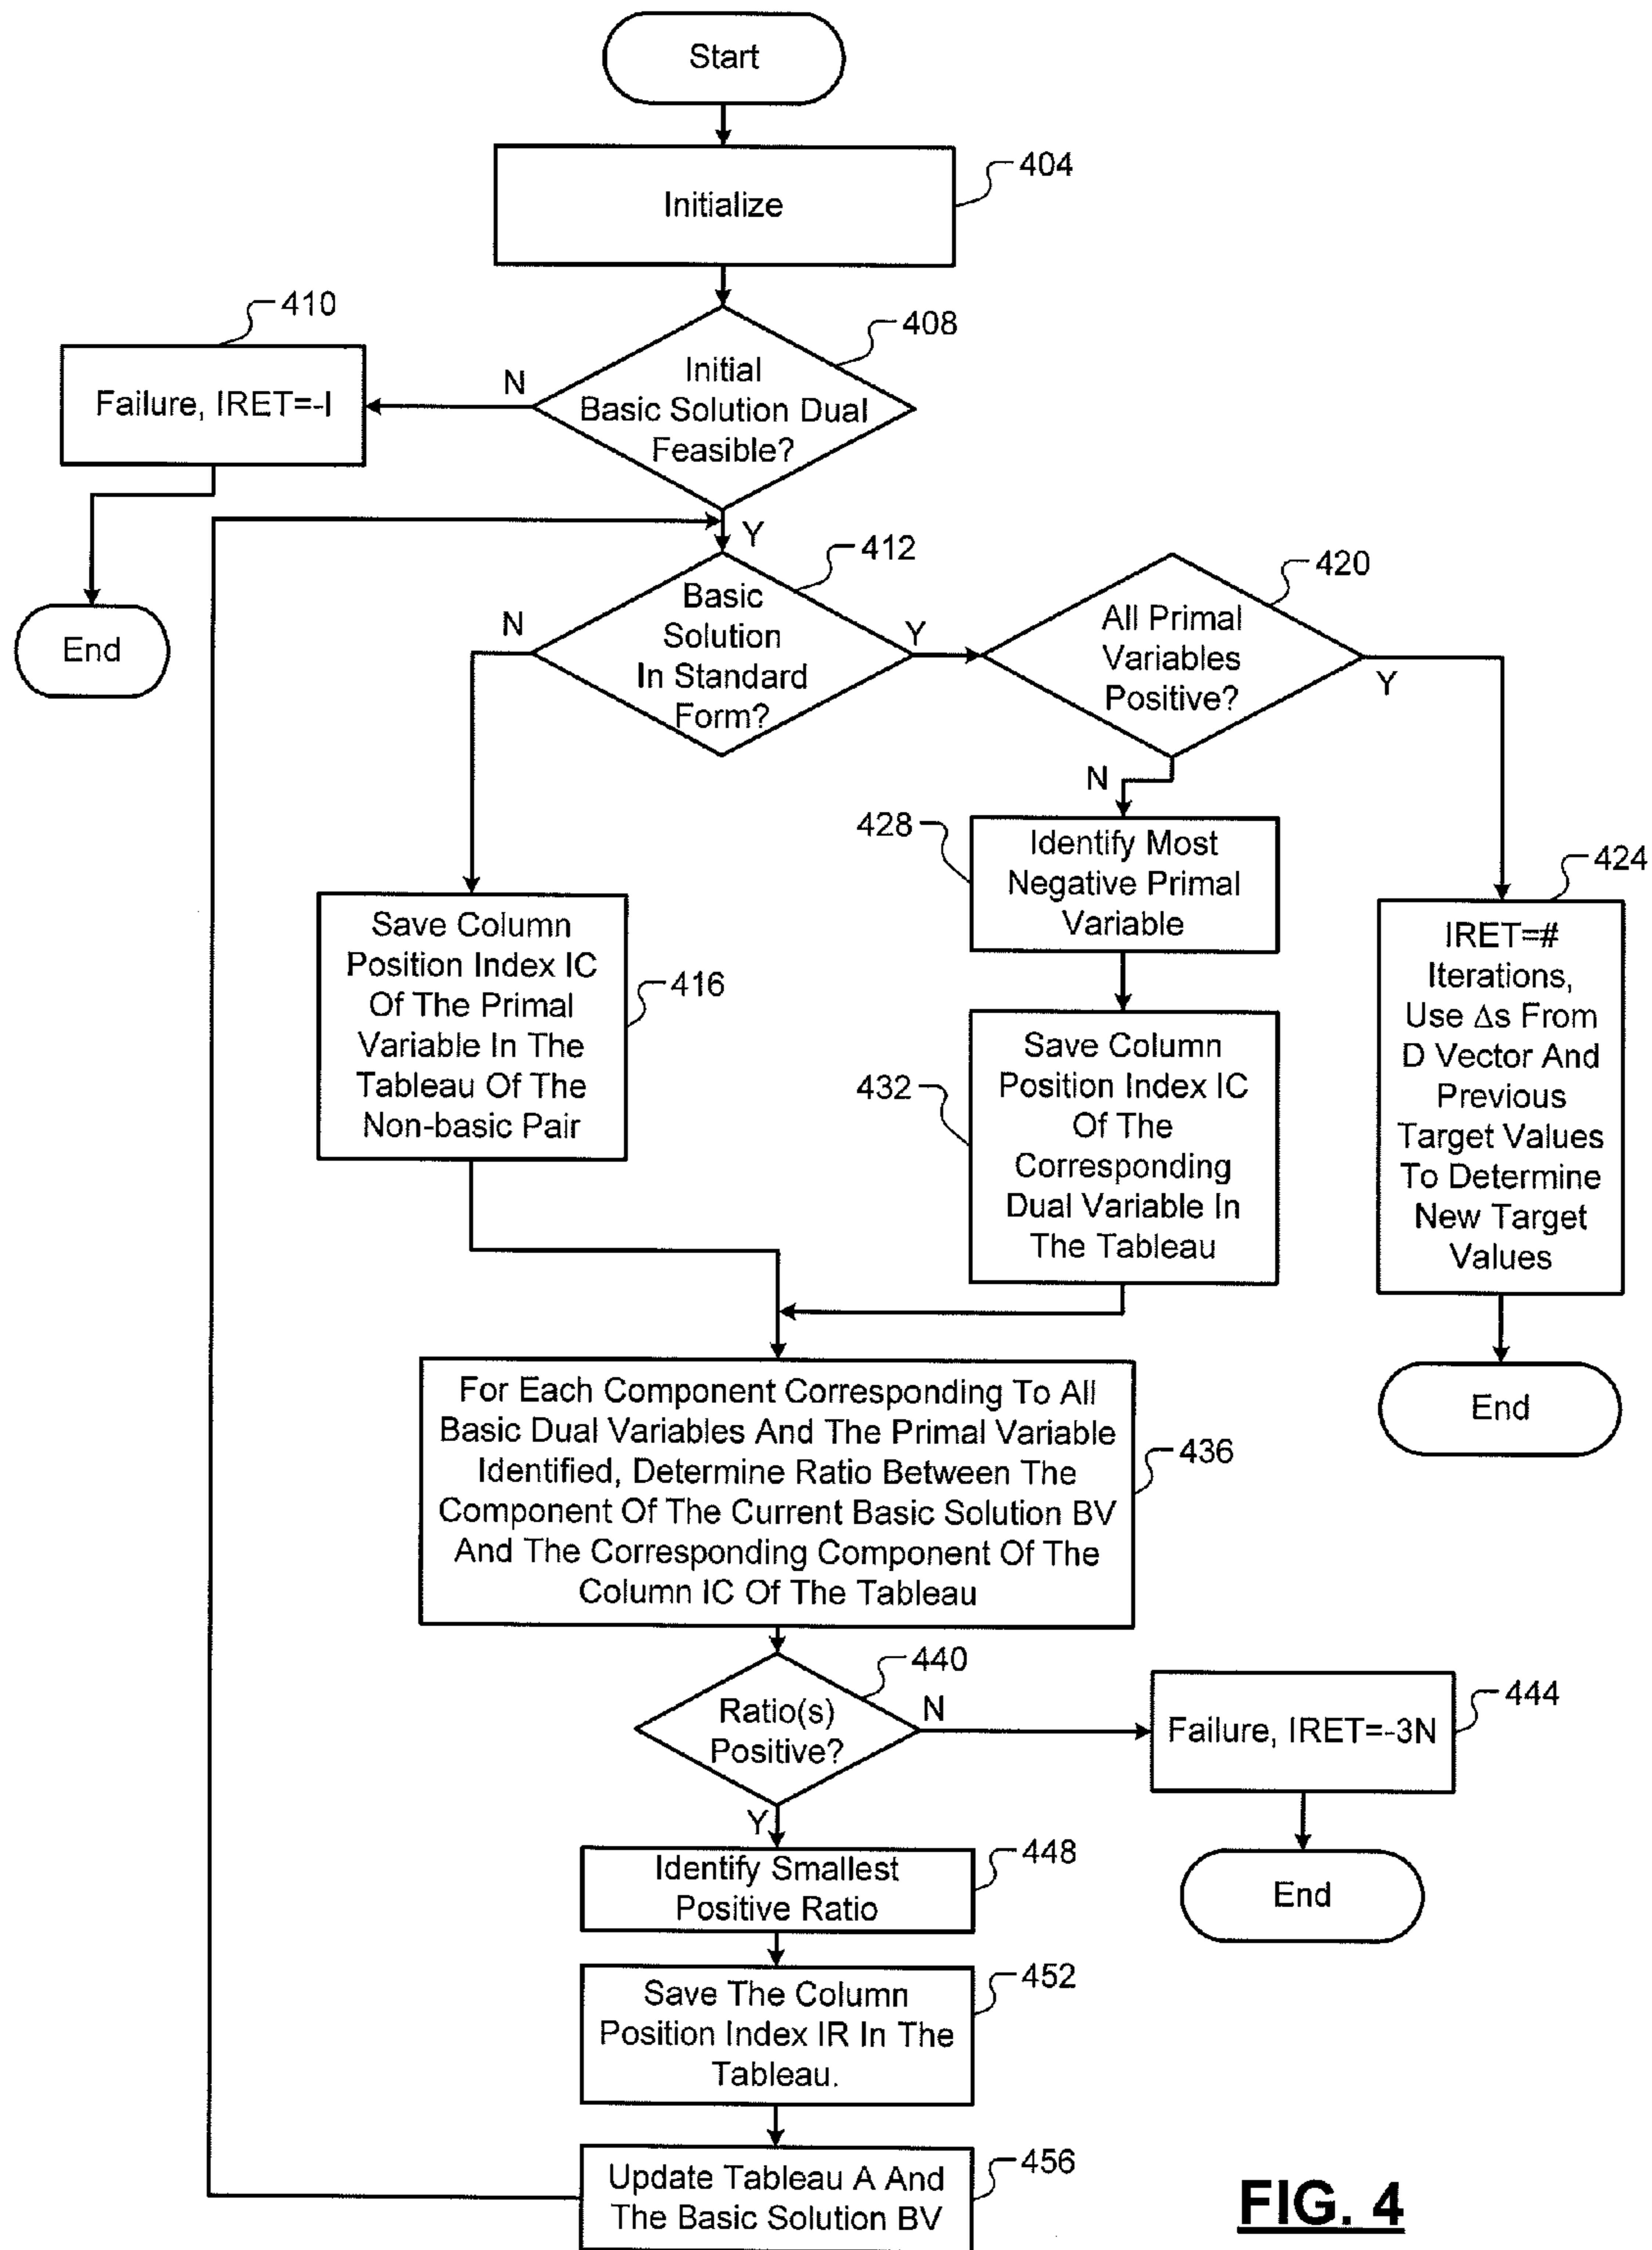 Start
Initialize
404
Initial
Basic Solution Dual
Feasible?
408
N
Failure, IRET=-I
410
End
Y
Basic
Solution
In Standard
Form?
412
N
Y
All Primal
Variables
Positive?
420
Y
N
Save Column
Position Index IC
Of The Primal
Variable In The
Tableau Of The
Non-basic Pair
416
Identify Most
Negative Primal
Variable
428
Save Column
Position Index IC
Of The
Corresponding
Dual Variable In
The Tableau
432
IRET=#
Iterations,
Use Δs From
D Vector And
Previous
Target Values
To Determine
New Target
Values
424
End
For Each Component Corresponding To All
Basic Dual Variables And The Primal Variable
Identified, Determine Ratio Between The
Component Of The Current Basic Solution BV
And The Corresponding Component Of The
Column IC Of The Tableau
436
Ratio(s)
Positive?
440
N
Failure, IRET=-3N
444
End
Y
Identify Smallest
Positive Ratio
448
Save The Column
Position Index IR In The
Tableau.
452
Update Tableau A And
The Basic Solution BV
456
FIG. 4